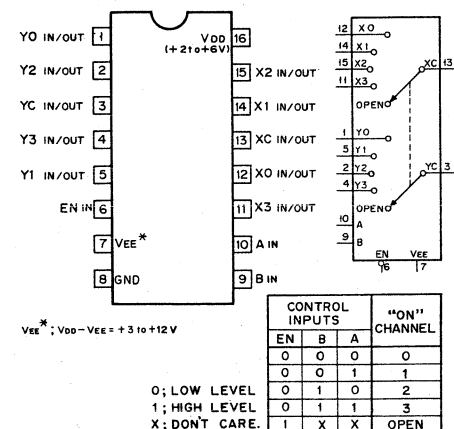 Y0 IN/OUT 1
Y2 IN/OUT 2
YC IN/OUT 3
Y3 IN/OUT 4
Y1 IN/OUT 5
EN IN 6
7 VEE*
8 GND
VDD 16
(+2to+6V)
15 X2 IN/OUT
14 X1 IN/OUT
13 XC IN/OUT
12 X0 IN/OUT
11 X3 IN/OUT
10 A IN
9 B IN
12 X0
14 X1
15 X2
11 X3
OPEN
XC 13
1 Y0
5 Y1
2 Y2
4 Y3
OPEN
YC 3
10 A
9 B
EN VEE
6 7
VEE*; VDD-VEE = +3 to +12 V
0; LOW LEVEL
1; HIGH LEVEL
X: DON'T CARE.
CONTROL INPUTS "ON" CHANNEL
EN B A
0 0 0 0
0 0 1 1
0 1 0 2
0 1 1 3
1 X X OPEN